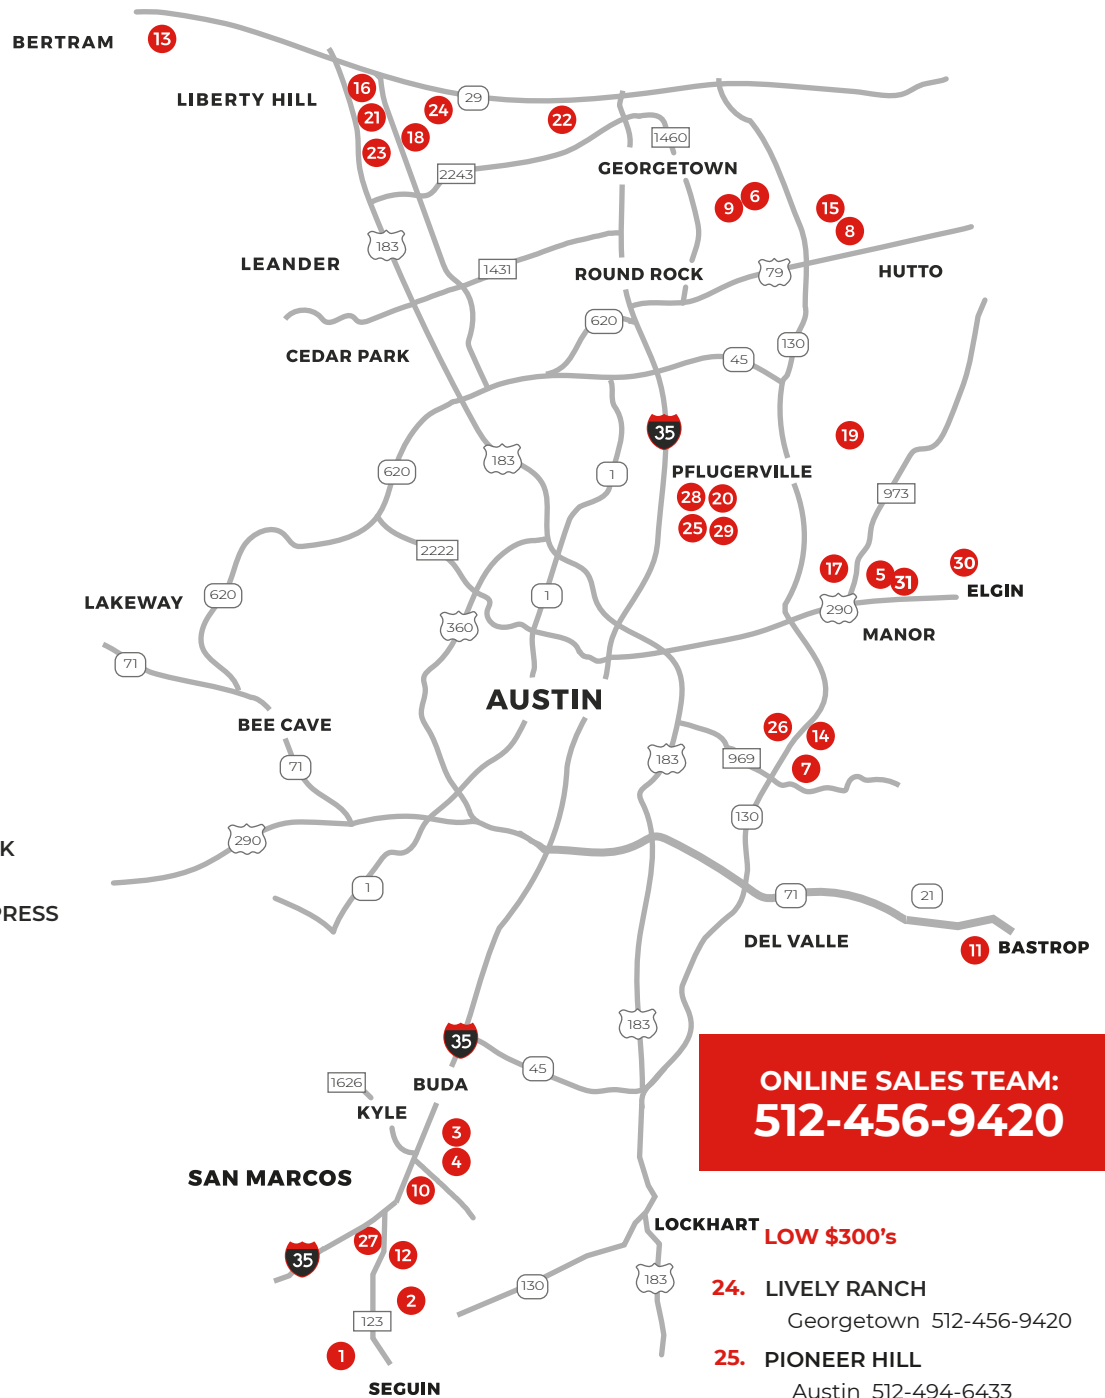 BERTRAM
13
LIBERTY HILL
16
21
24
29
22
18
23
2243
1460
GEORGETOWN
9
6
15
8
183
LEANDER
1431
ROUND ROCK
79
HUTTO
620
CEDAR PARK
45
130
35
19
183
620
1
PFLUGERVILLE
28
20
973
25
29
2222
17
5
31
30
ELGIN
LAKEWAY
620
1
290
360
MANOR
71
AUSTIN
BEE CAVE
26
14
183
969
7
71
130
290
K
1
71
21
PRESS
DEL VALLE
11
BASTROP
183
35
45
1626
BUDA
KYLE
3
4
SAN MARCOS
10
27
12
35
2
123
1
SEGUIN
130
183
LOCKHART
ONLINE SALES TEAM:
512-456-9420
LOW $300's
24. LIVELY RANCH
Georgetown 512-456-9420
25. PIONEER HILL
Austin 512-494-6433